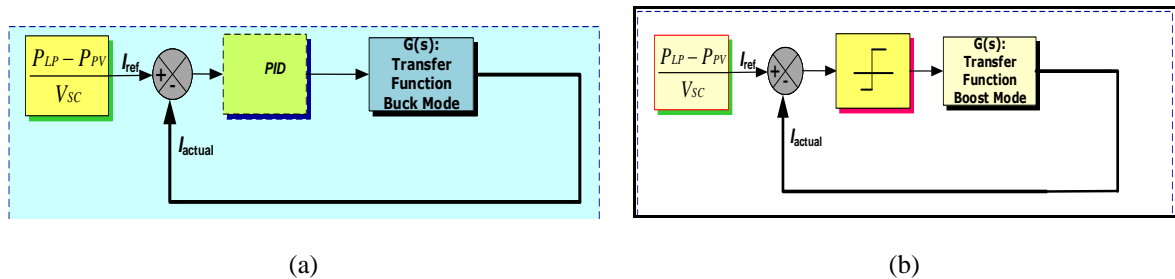 P_LP − P_PV
V_SC
I_ref
+
-
PID
G(s):
Transfer
Function
Buck Mode
I_actual
(a)
P_LP − P_PV
V_SC
I_ref
+
-
G(s):
Transfer
Function
Boost Mode
I_actual
(b)